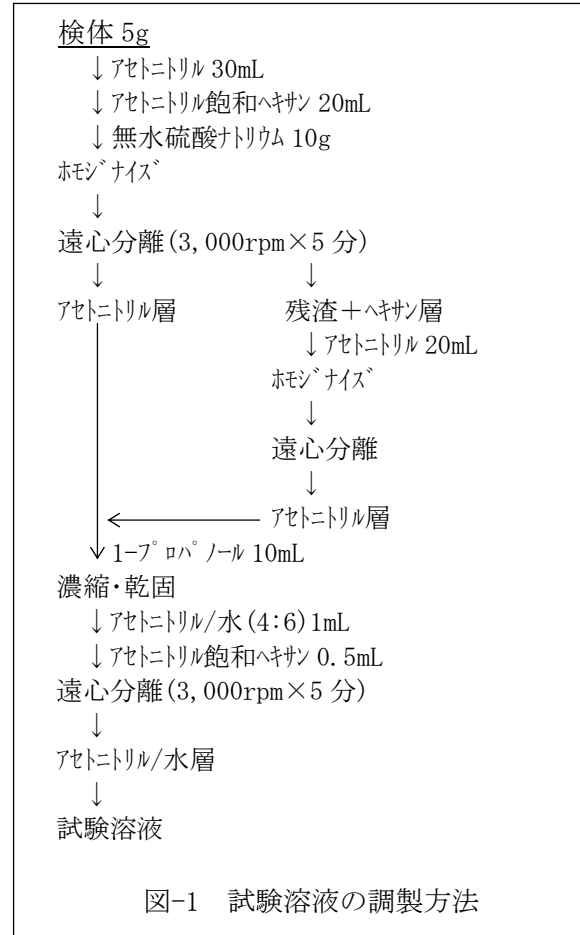 検体 5g
↓ｱｾﾄﾆﾄﾘﾙ 30mL
↓ｱｾﾄﾆﾄﾘﾙ飽和ﾍｷｻﾝ 20mL
↓無水硫酸ﾅﾄﾘｳﾑ 10g
ﾎﾓｼﾞﾅｲｽﾞ
↓
遠心分離(3,000rpm×5 分)
↓ ↓
ｱｾﾄﾆﾄﾘﾙ層 残渣＋ﾍｷｻﾝ層
↓ｱｾﾄﾆﾄﾘﾙ 20mL
ﾎﾓｼﾞﾅｲｽﾞ
↓
遠心分離
↓
ｱｾﾄﾆﾄﾘﾙ層
1-ﾌﾟﾛﾊﾟﾉｰﾙ 10mL
濃縮・乾固
↓ｱｾﾄﾆﾄﾘﾙ/水(4:6)1mL
↓ｱｾﾄﾆﾄﾘﾙ飽和ﾍｷｻﾝ 0.5mL
遠心分離(3,000rpm×5 分)
↓
ｱｾﾄﾆﾄﾘﾙ/水層
↓
試験溶液
図-1 試験溶液の調製方法